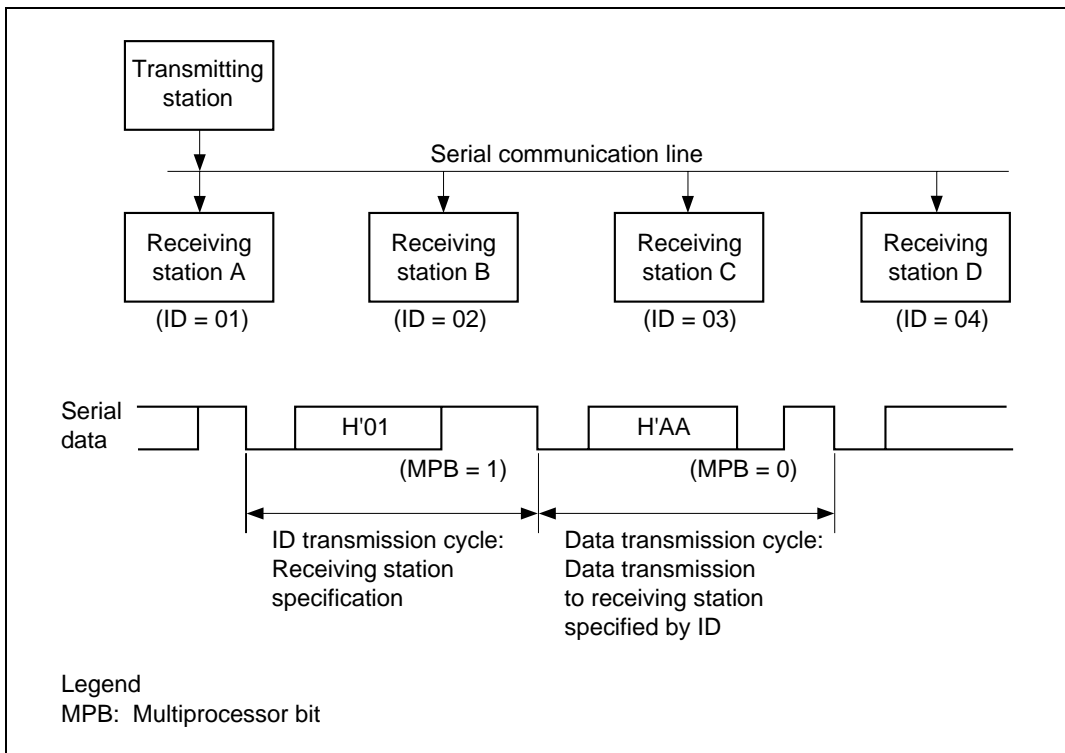 Transmitting
station
Serial communication line
Receiving
station A
Receiving
station B
Receiving
station C
Receiving
station D
(ID = 01)
(ID = 02)
(ID = 03)
(ID = 04)
Serial
data
H'01
H'AA
(MPB = 1)
(MPB = 0)
ID transmission cycle:
Receiving station
specification
Data transmission cycle:
Data transmission
to receiving station
specified by ID
Legend
MPB: Multiprocessor bit